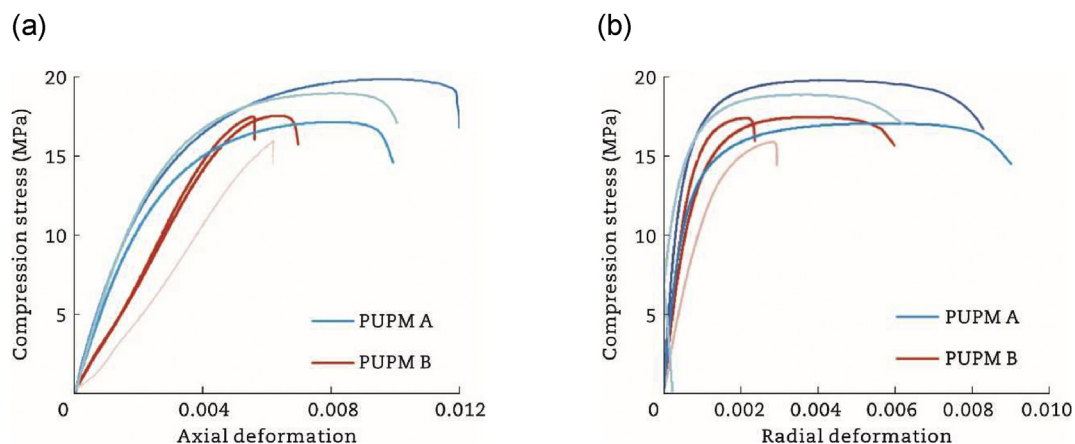 (a)
(b)
Compression stress (MPa)
20
15
10
5
0
0.004
0.008
0.012
Axial deformation
PUPM A
PUPM B
Compression stress (MPa)
20
15
10
5
0
0.002
0.004
0.006
0.008
0.010
Radial deformation
PUPM A
PUPM B